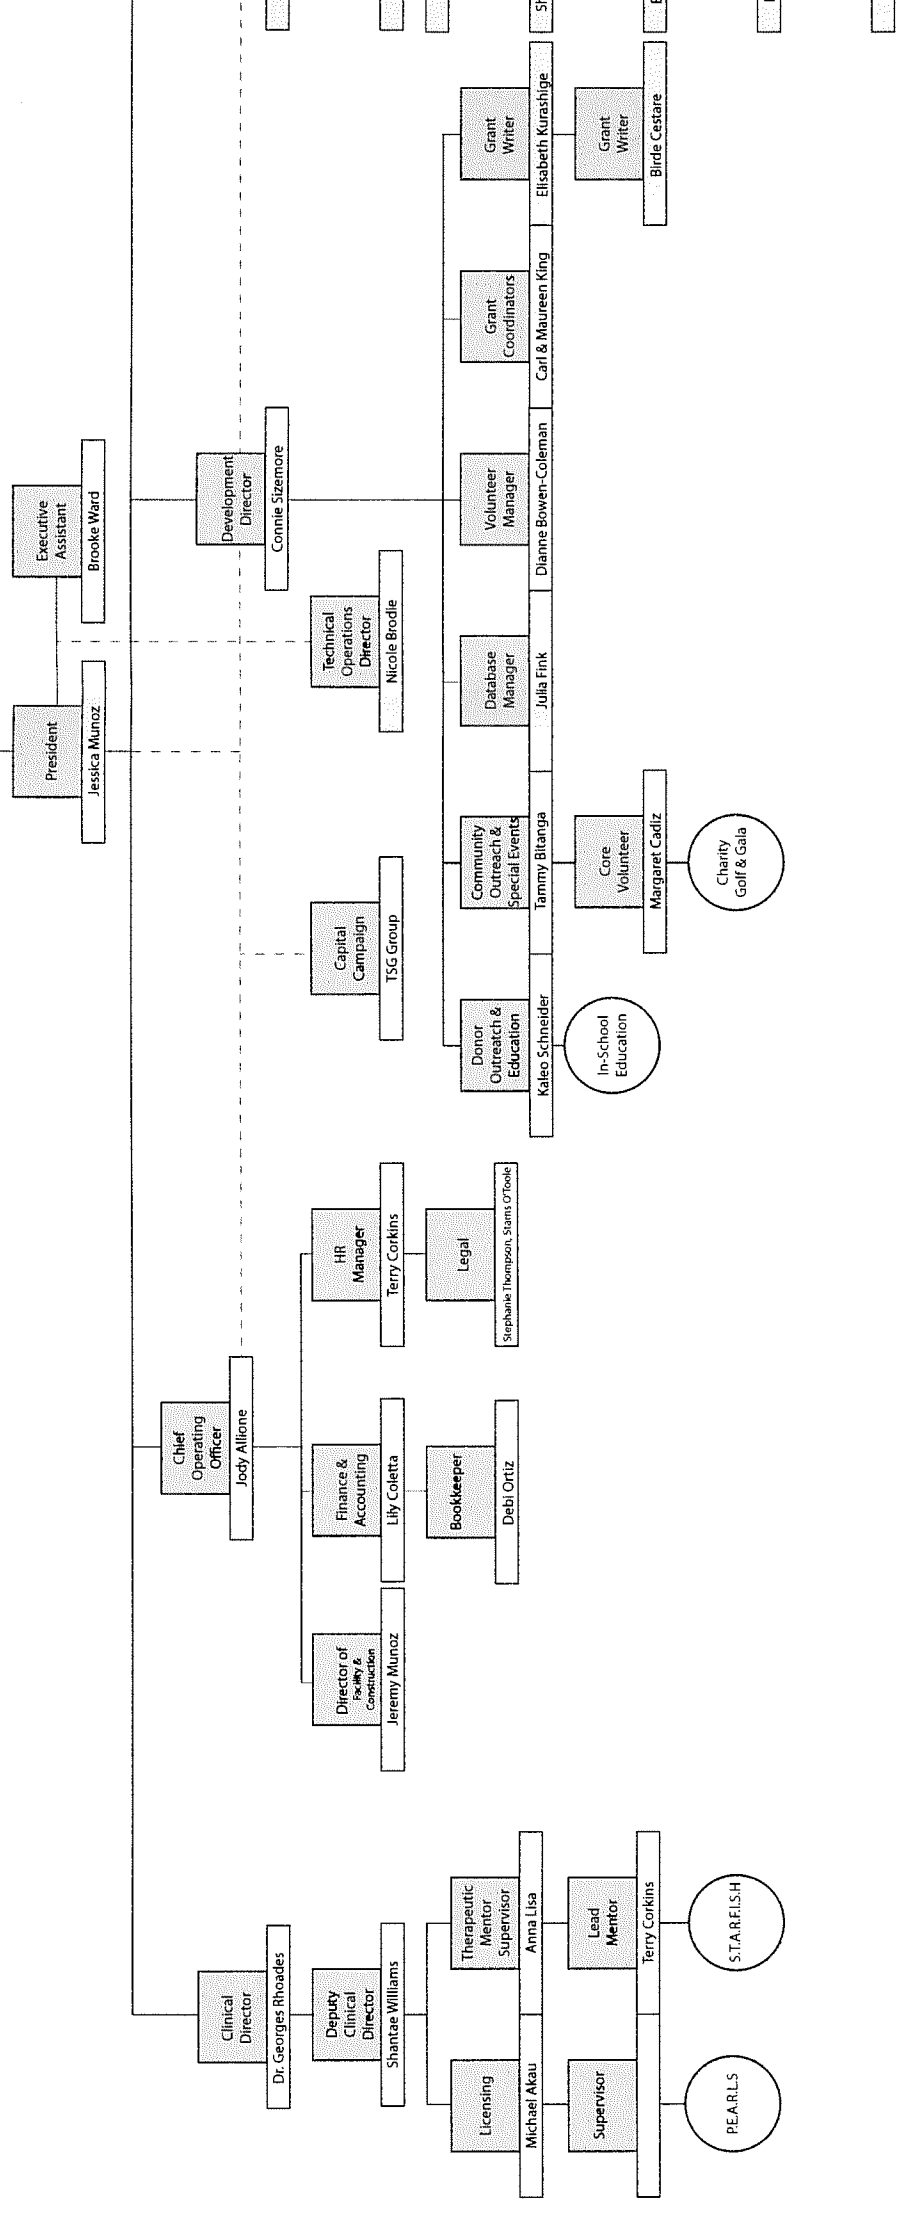 President
Jessica Munoz
Executive
Assistant
Brooke Ward
Clinical
Director
Dr. Georges Rhoades
Deputy
Clinical
Director
Shantae Williams
Licensing
Michael Akau
Supervisor
P.E.A.R.L.S
Therapeutic
Mentor
Supervisor
Anna Lisa
Lead
Mentor
Terry Corkins
S.T.A.R.F.I.S.H
Chief
Operating
Officer
Jody Allione
Director of
Facility &
Construction
Jeremy Munoz
Finance &
Accounting
Lily Coletta
Bookkeeper
Debi Ortiz
HR
Manager
Terry Corkins
Legal
Stephanie Thompson, Starns O'Toole
Capital
Campaign
TSG Group
Technical
Operations
Director
Nicole Brodie
Development
Director
Connie Sizemore
Donor
Outreatch &
Education
Kaleo Schneider
In-School
Education
Community
Outreach &
Special Events
Tammy Bitanga
Core
Volunteer
Margaret Cadiz
Charity
Golf & Gala
Database
Manager
Julia Fink
Volunteer
Manager
Dianne Bowen-Coleman
Grant
Coordinators
Carl & Maureen King
Grant
Writer
Elisabeth Kurashige
Grant
Writer
Birde Cestare
Sh